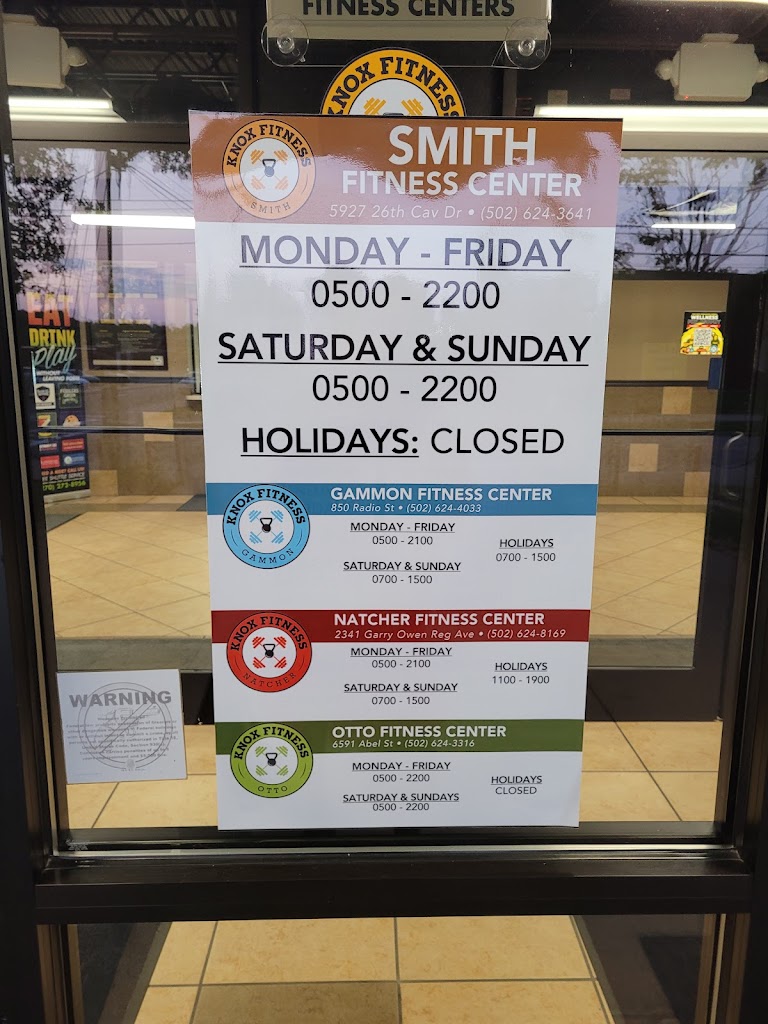 FITNESS CENTERS
KNOX FITNESS
KNOX FITNESS
SMITH
SMITH
FITNESS CENTER
5927 26th Cav Dr • (502) 624-3641
MONDAY - FRIDAY
0500 - 2200
SATURDAY & SUNDAY
0500 - 2200
HOLIDAYS: CLOSED
KNOX FITNESS
GAMMON
GAMMON FITNESS CENTER
850 Radio St • (502) 624-4033
MONDAY - FRIDAY
0500 - 2100
SATURDAY & SUNDAY
0700 - 1500
HOLIDAYS
0700 - 1500
KNOX FITNESS
NATCHER
NATCHER FITNESS CENTER
2341 Garry Owen Reg Ave • (502) 624-8169
MONDAY - FRIDAY
0500 - 2100
SATURDAY & SUNDAY
0700 - 1500
HOLIDAYS
1100 - 1900
KNOX FITNESS
OTTO
OTTO FITNESS CENTER
6591 Abel St • (502) 624-3316
MONDAY - FRIDAY
0500 - 2200
SATURDAY & SUNDAYS
0500 - 2200
HOLIDAYS
CLOSED
EAT
DRINK
Play
WELLNESS
WARNING